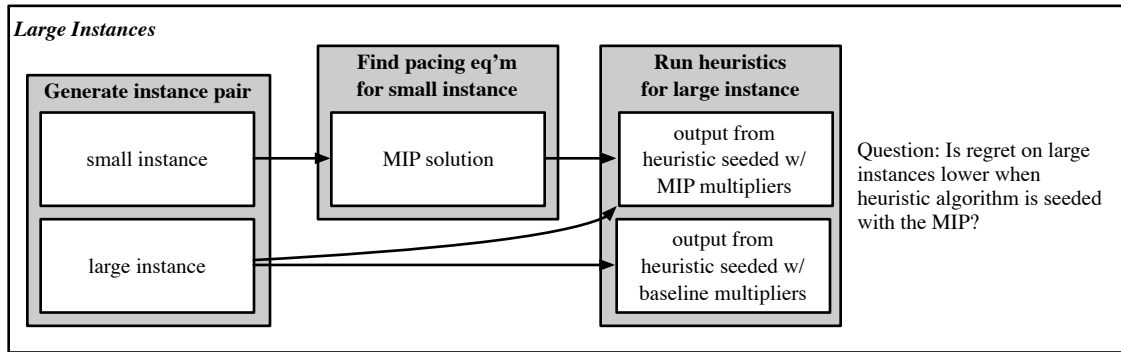 Large Instances
Generate instance pair
small instance
large instance
Find pacing eq’m
for small instance
MIP solution
Run heuristics
for large instance
output from
heuristic seeded w/
MIP multipliers
output from
heuristic seeded w/
baseline multipliers
Question: Is regret on large
instances lower when
heuristic algorithm is seeded
with the MIP?